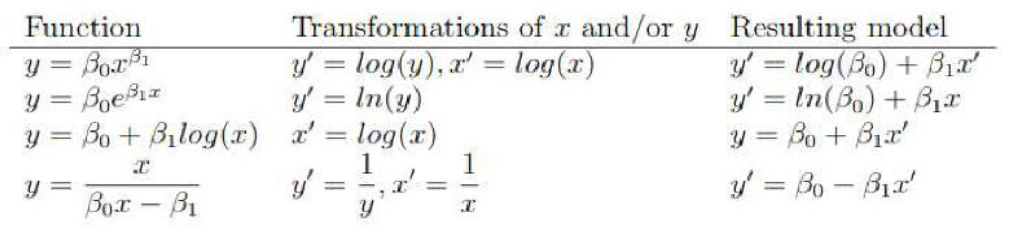 Function Transformations of x and/or y Resulting model
y = β₀x^β₁ y′ = log(y), x′ = log(x) y′ = log(β₀) + β₁x′
y = β₀e^β₁x y′ = ln(y) y′ = ln(β₀) + β₁x
y = β₀ + β₁log(x) x′ = log(x) y = β₀ + β₁x′
y = x/(β₀x − β₁) y′ = 1/y, x′ = 1/x y′ = β₀ − β₁x′